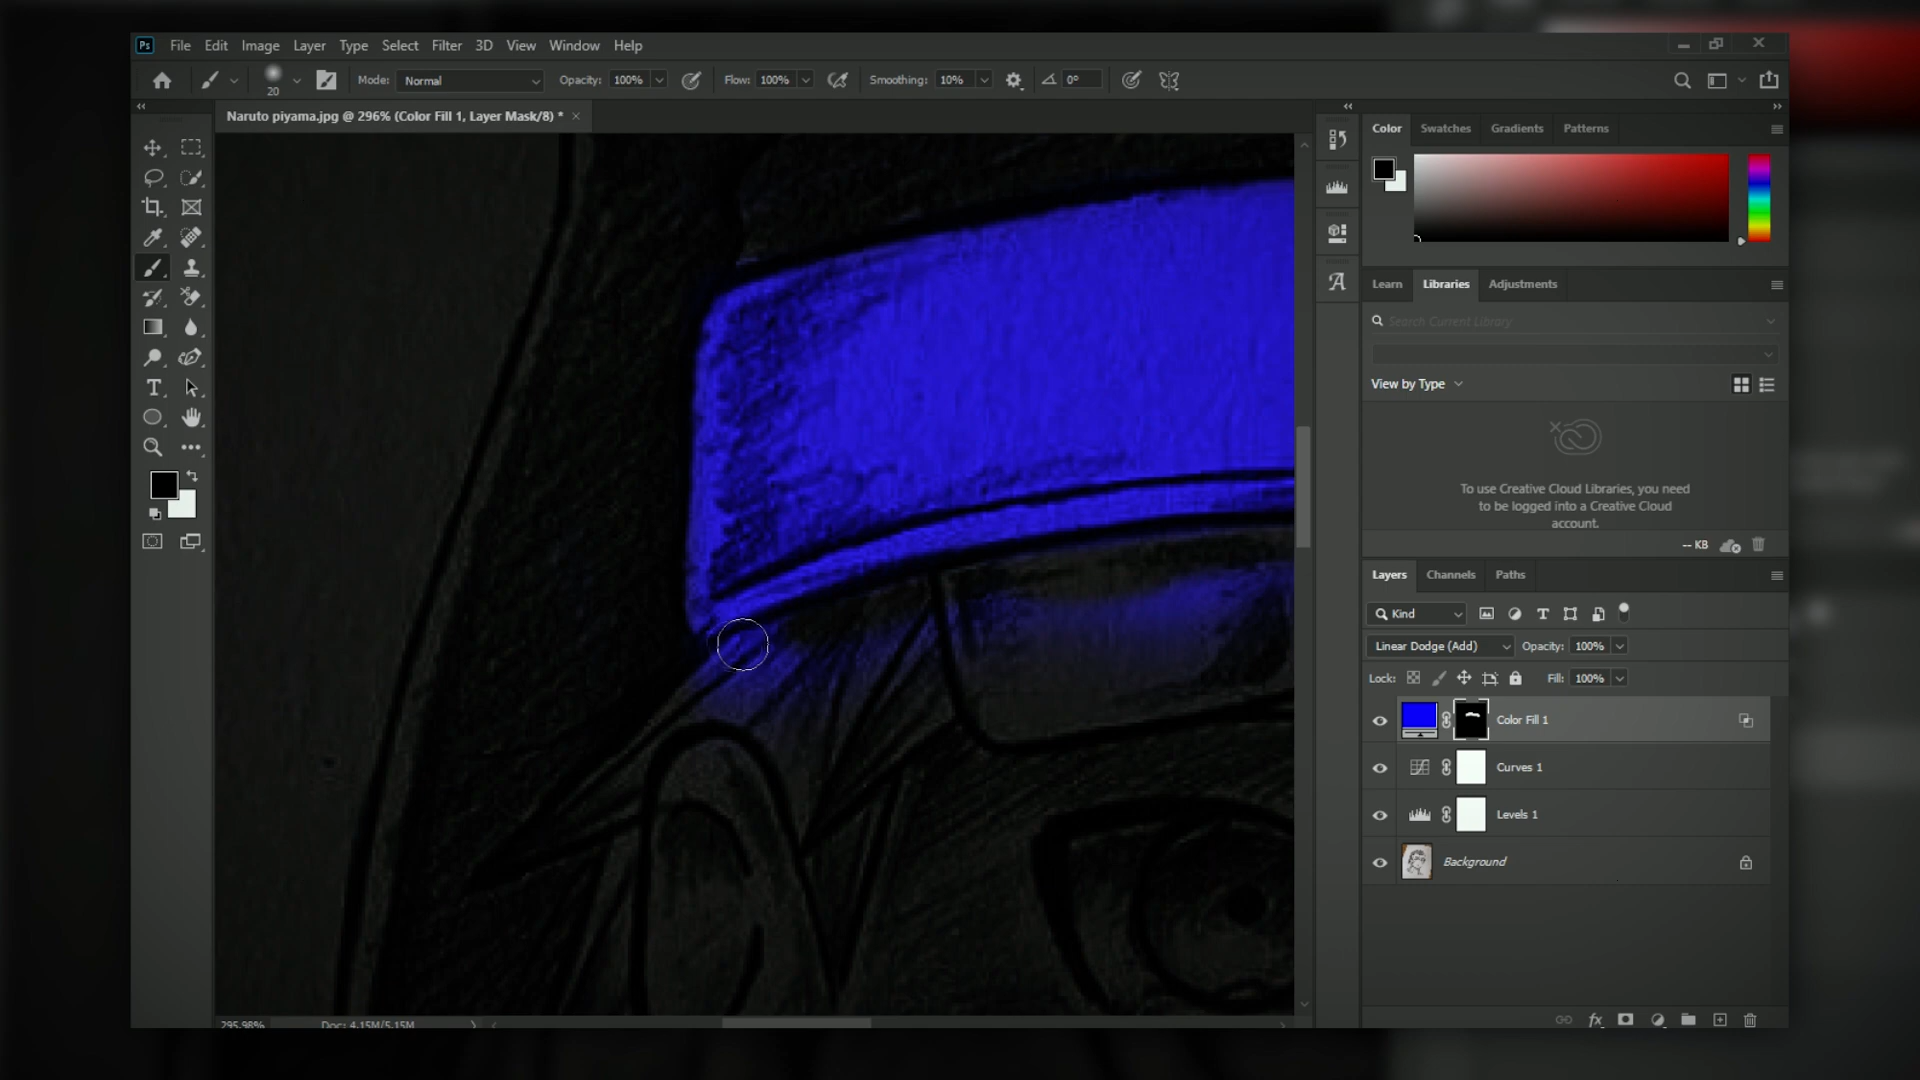 Ps File Edit Image Layer Type Select Filter 3D View Window Help
20 Mode: Normal Opacity: 100% Flow: 100% Smoothing: 10% 0°
Naruto piyama.jpg @ 296% (Color Fill 1, Layer Mask/8) * ×
Color Swatches Gradients Patterns
Learn Libraries Adjustments
Search Current Library
View by Type
To use Creative Cloud Libraries, you need
to be logged into a Creative Cloud
account.
-- KB
Layers Channels Paths
Kind
Linear Dodge (Add) Opacity: 100%
Lock: Fill: 100%
Color Fill 1
Curves 1
Levels 1
Background
295.98% Doc: 4.15M/5.15M